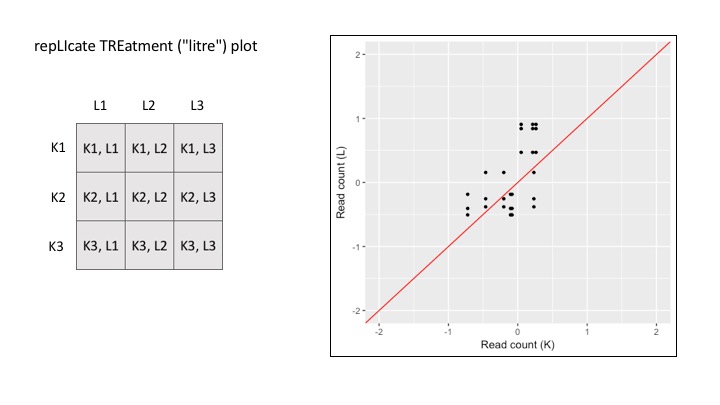 repLIcate TREatment ("litre") plot
L1 L2 L3
K1 K1, L1 K1, L2 K1, L3
K2 K2, L1 K2, L2 K2, L3
K3 K3, L1 K3, L2 K3, L3
2
1
0
-1
-2
Read count (L)
-2 -1 0 1 2
Read count (K)